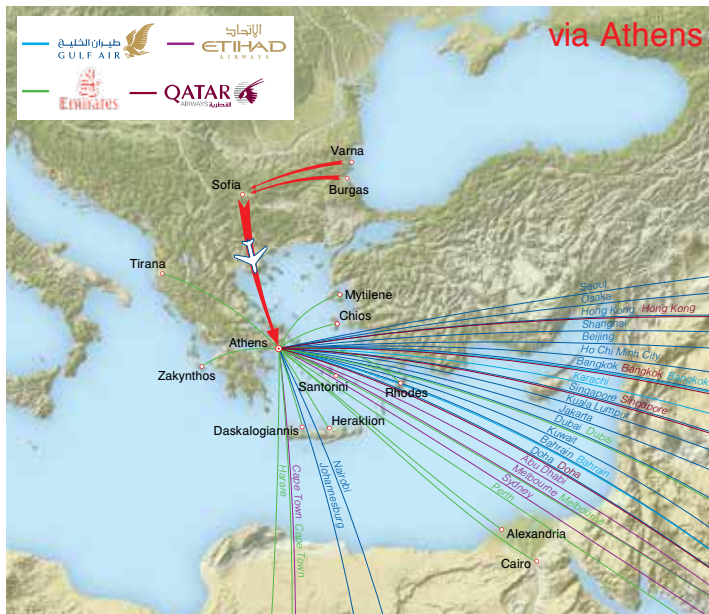 طيران الخليج
GULF AIR
الإتحاد
ETIHAD
AIRWAYS
Emirates
QATAR
AIRWAYS القطرية
via Athens
Varna
Burgas
Sofia
Tirana
Mytilene
Chios
Athens
Zakynthos
Santorini
Rhodes
Daskalogiannis
Heraklion
Alexandria
Cairo
Seoul
Osaka
Hong Kong Hong Kong
Shanghai
Beijing
Ho Chi Minh City
Bangkok Bangkok Bangkok
Karachi
Singapore Singapore
Kuala Lumpur
Jakarta
Dubai Dubai
Kuwait
Bahrain Bahrain
Doha Doha
Abu Dhabi
Melbourne Melbourne
Sydney
Perth
Nairobi
Johannesburg
Cape Town Cape Town
Harare